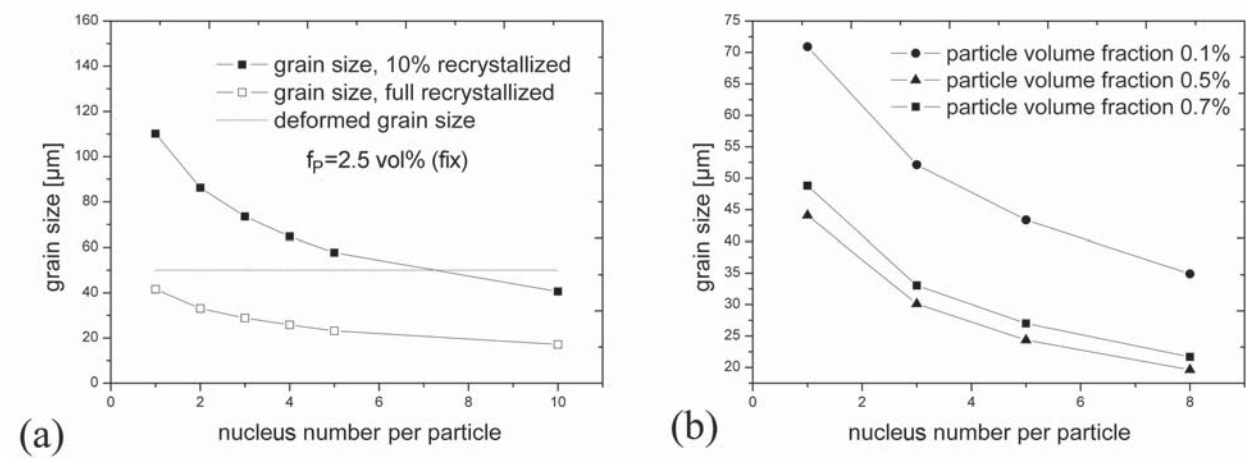 160
140
120
100
80
60
40
20
0
grain size [µm]
grain size, 10% recrystallized
grain size, full recrystallized
deformed grain size
fP=2.5 vol% (fix)
0 2 4 6 8 10
nucleus number per particle
(a)
75
70
65
60
55
50
45
40
35
30
25
20
grain size [µm]
particle volume fraction 0.1%
particle volume fraction 0.5%
particle volume fraction 0.7%
0 2 4 6 8
nucleus number per particle
(b)